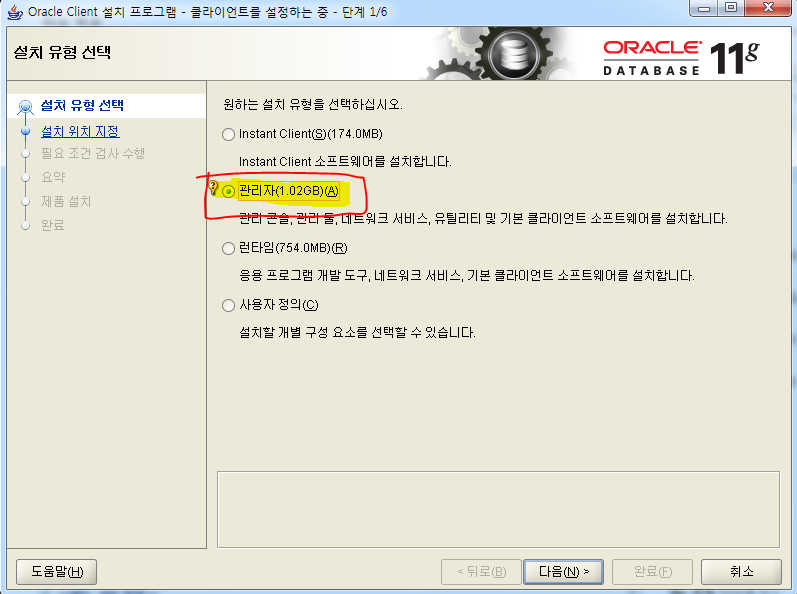 Oracle Client 설치 프로그램 - 클라이언트를 설정하는 중 - 단계 1/6
설치 유형 선택
ORACLE
DATABASE 11g
설치 유형 선택
설치 위치 지정
필요 조건 검사 수행
요약
제품 설치
완료
원하는 설치 유형을 선택하십시오.
Instant Client(S)(174.0MB)
Instant Client 소프트웨어를 설치합니다.
관리자(1.02GB)(A)
관리 콘솔, 관리 툴, 네트워크 서비스, 유틸리티 및 기본 클라이언트 소프트웨어를 설치합니다.
런타임(754.0MB)(R)
응용 프로그램 개발 도구, 네트워크 서비스, 기본 클라이언트 소프트웨어를 설치합니다.
사용자 정의(C)
설치할 개별 구성 요소를 선택할 수 있습니다.
도움말(H)
< 뒤로(B)
다음(N) >
완료(F)
취소